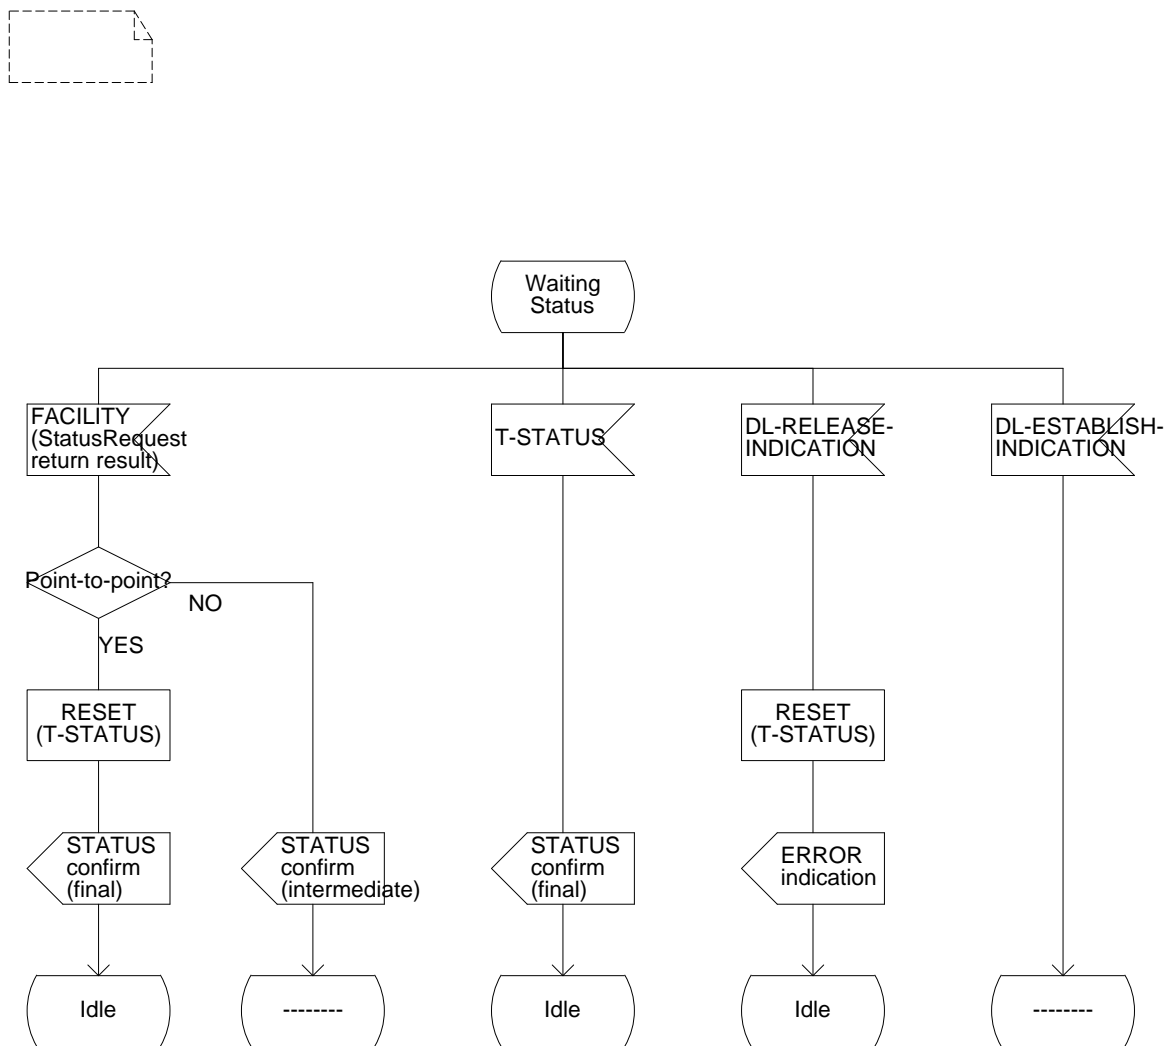 Waiting
Status
FACILITY
(StatusRequest
return result)
T-STATUS
DL-RELEASE-
INDICATION
DL-ESTABLISH-
INDICATION
Point-to-point?
NO
YES
RESET
(T-STATUS)
RESET
(T-STATUS)
STATUS
confirm
(final)
STATUS
confirm
(intermediate)
STATUS
confirm
(final)
ERROR
indication
Idle
--------
Idle
Idle
--------